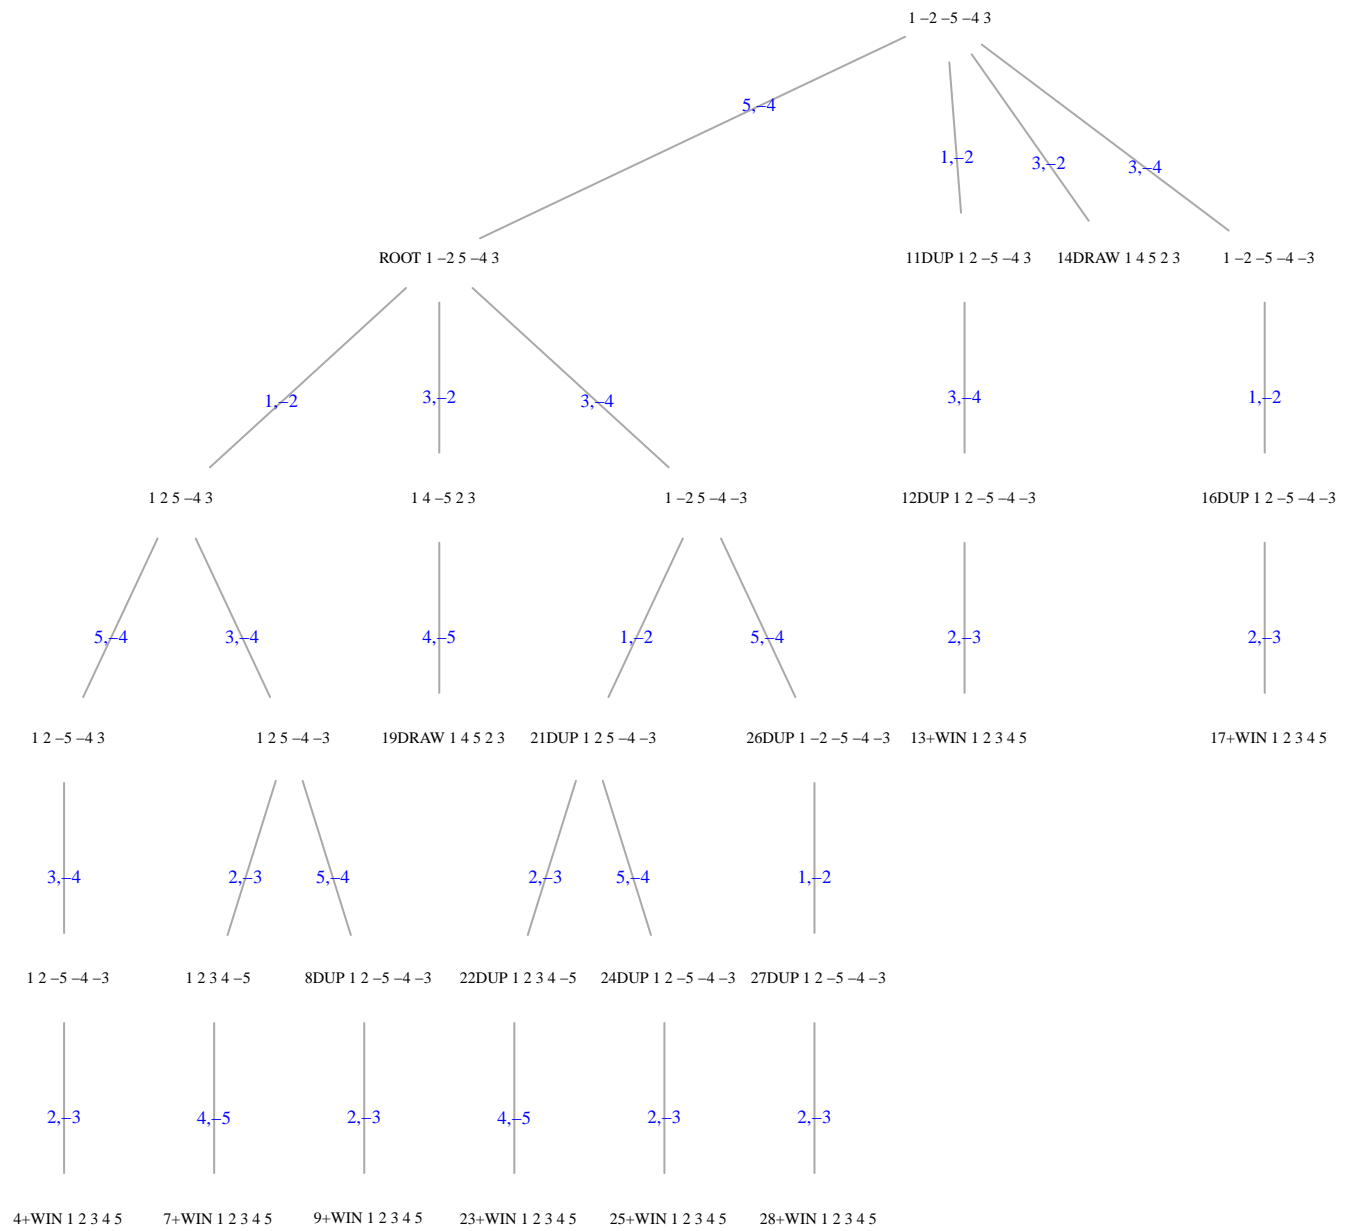 1 −2 −5 −4 3
5,−4
1,−2
3,−2
3,−4
ROOT 1 −2 5 −4 3
11DUP 1 2 −5 −4 3
14DRAW 1 4 5 2 3
1 −2 −5 −4 −3
1,−2
3,−2
3,−4
3,−4
1,−2
1 2 5 −4 3
1 4 −5 2 3
1 −2 5 −4 −3
12DUP 1 2 −5 −4 −3
16DUP 1 2 −5 −4 −3
5,−4
3,−4
4,−5
1,−2
5,−4
2,−3
2,−3
1 2 −5 −4 3
1 2 5 −4 −3
19DRAW 1 4 5 2 3
21DUP 1 2 5 −4 −3
26DUP 1 −2 −5 −4 −3
13+WIN 1 2 3 4 5
17+WIN 1 2 3 4 5
3,−4
2,−3
5,−4
2,−3
5,−4
1,−2
1 2 −5 −4 −3
1 2 3 4 −5
8DUP 1 2 −5 −4 −3
22DUP 1 2 3 4 −5
24DUP 1 2 −5 −4 −3
27DUP 1 2 −5 −4 −3
2,−3
4,−5
2,−3
4,−5
2,−3
2,−3
4+WIN 1 2 3 4 5
7+WIN 1 2 3 4 5
9+WIN 1 2 3 4 5
23+WIN 1 2 3 4 5
25+WIN 1 2 3 4 5
28+WIN 1 2 3 4 5